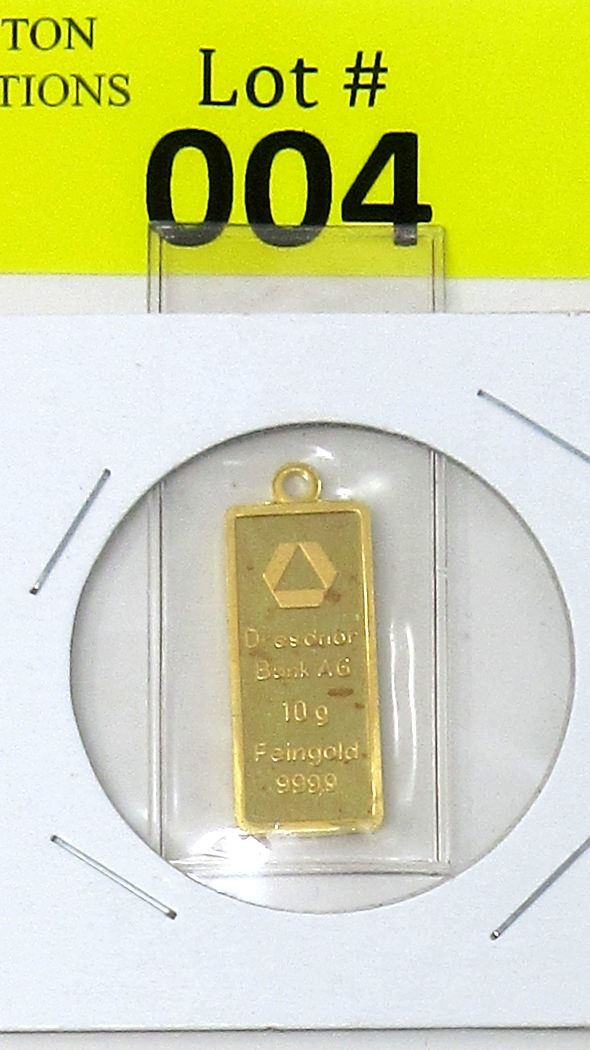 TON
TIONS
Lot #
004
Dresdner
Bank AG
10 g
Feingold
999,9